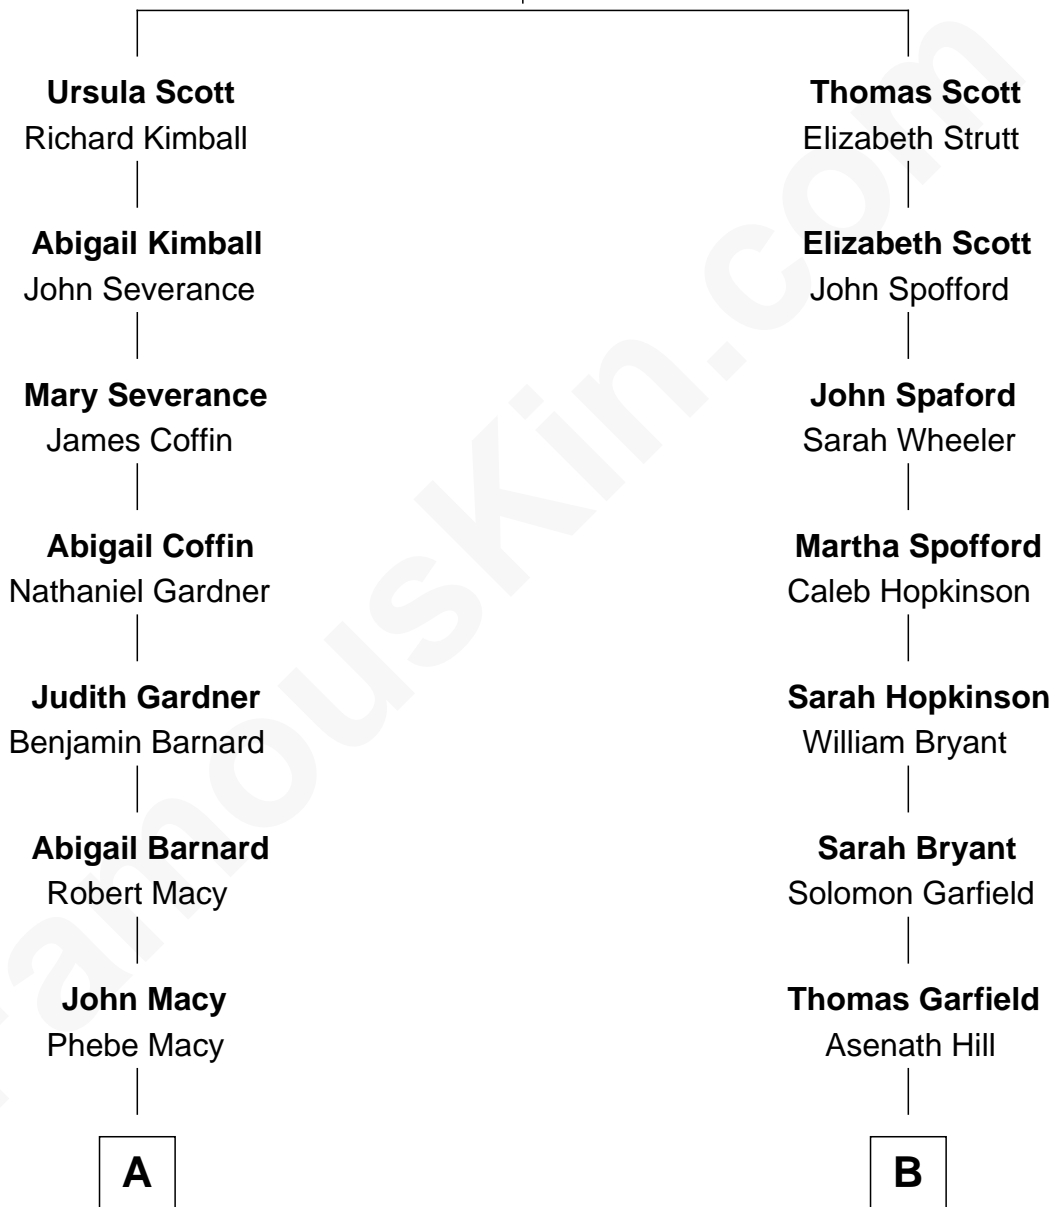 Ursula Scott
Richard Kimball
Abigail Kimball
John Severance
Mary Severance
James Coffin
Abigail Coffin
Nathaniel Gardner
Judith Gardner
Benjamin Barnard
Abigail Barnard
Robert Macy
John Macy
Phebe Macy
A
Thomas Scott
Elizabeth Strutt
Elizabeth Scott
John Spofford
John Spaford
Sarah Wheeler
Martha Spofford
Caleb Hopkinson
Sarah Hopkinson
William Bryant
Sarah Bryant
Solomon Garfield
Thomas Garfield
Asenath Hill
B
FamousKin.com